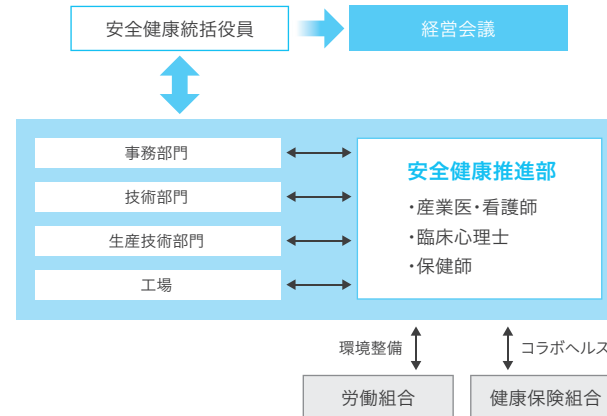 安全健康統括役員
経営会議
事務部門
技術部門
生産技術部門
工場
安全健康推進部
・産業医・看護師
・臨床心理士
・保健師
環境整備
コラボヘルス
労働組合
健康保険組合